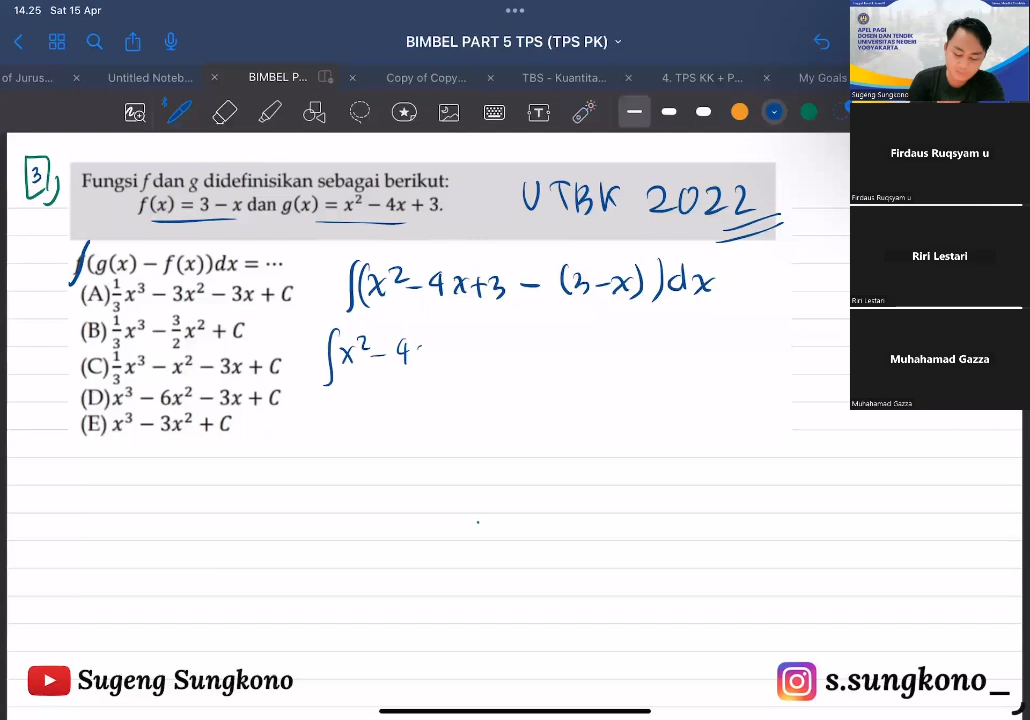 14.25 Sat 15 Apr
BIMBEL PART 5 TPS (TPS PK)
of Jurus...
Untitled Noteb...
BIMBEL P...
Copy of Copy...
TBS - Kuantita...
4. TPS KK + P...
My Goals
APEL PAGI
DOSEN DAN TENDIK
UNIVERSITAS NEGERI
YOGYAKARTA
Sugeng Sungkono
Firdaus Ruqsyam u
Firdaus Ruqsyam u
Riri Lestari
Riri Lestari
Muhahamad Gazza
Muhahamad Gazza
3)
Fungsi f dan g didefinisikan sebagai berikut:
f(x) = 3 − x dan g(x) = x² − 4x + 3.
UTBK 2022
∫(g(x) − f(x))dx = ⋯
(A) 1/3 x³ − 3x² − 3x + C
(B) 1/3 x³ − 3/2 x² + C
(C) 1/3 x³ − x² − 3x + C
(D) x³ − 6x² − 3x + C
(E) x³ − 3x² + C
∫(x² − 4x + 3 − (3 − x)) dx
∫x² − 4
Sugeng Sungkono
s.sungkono_